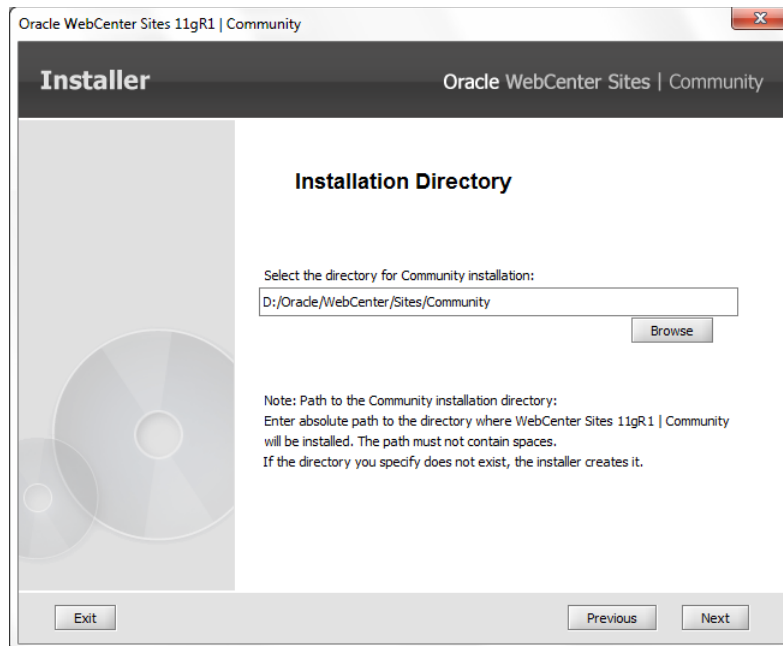 Oracle WebCenter Sites 11gR1 | Community
x
Installer
Oracle WebCenter Sites | Community
Installation Directory
Select the directory for Community installation:
D:/Oracle/WebCenter/Sites/Community
Browse
Note: Path to the Community installation directory:
Enter absolute path to the directory where WebCenter Sites 11gR1 | Community
will be installed. The path must not contain spaces.
If the directory you specify does not exist, the installer creates it.
Exit
Previous
Next